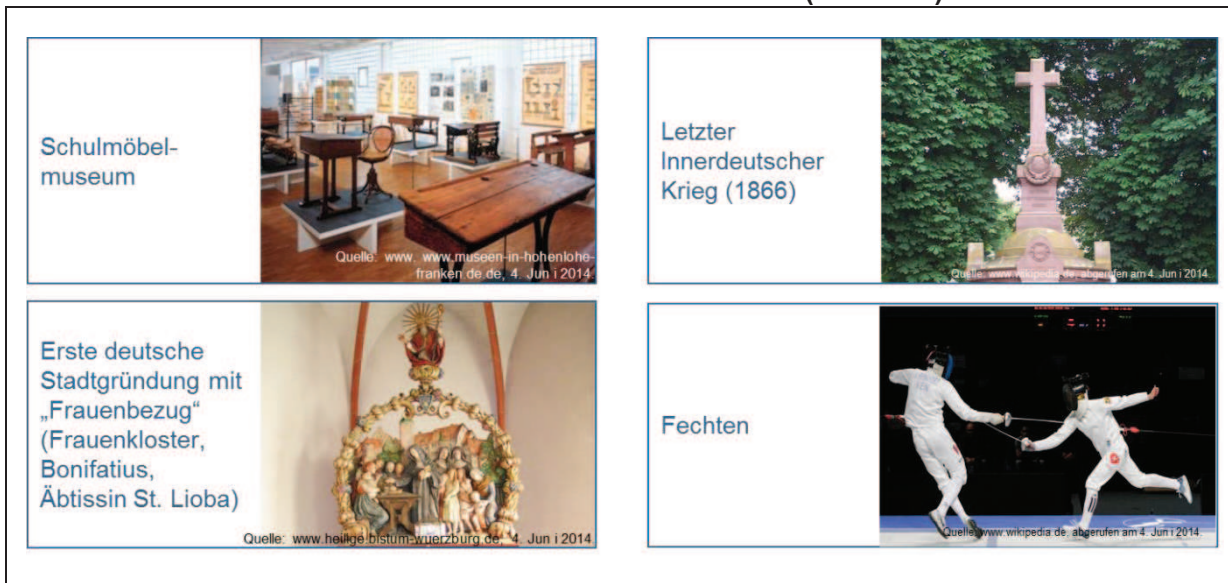 Schulmöbel-
museum
Quelle: www. www.museen-in-hohenlohe-
franken de.de, 4. Jun i 2014.
Letzter
Innerdeutscher
Krieg (1866)
Quelle: www.wikipedia.de, abgerufen am 4. Jun i 2014.
Erste deutsche
Stadtgründung mit
„Frauenbezug“
(Frauenkloster,
Bonifatius,
Äbtissin St. Lioba)
Quelle: www.heilige.bistum-wuerzburg.de, 4. Jun i 2014.
Fechten
Quelle: www.wikipedia.de, abgerufen am 4. Jun i 2014.